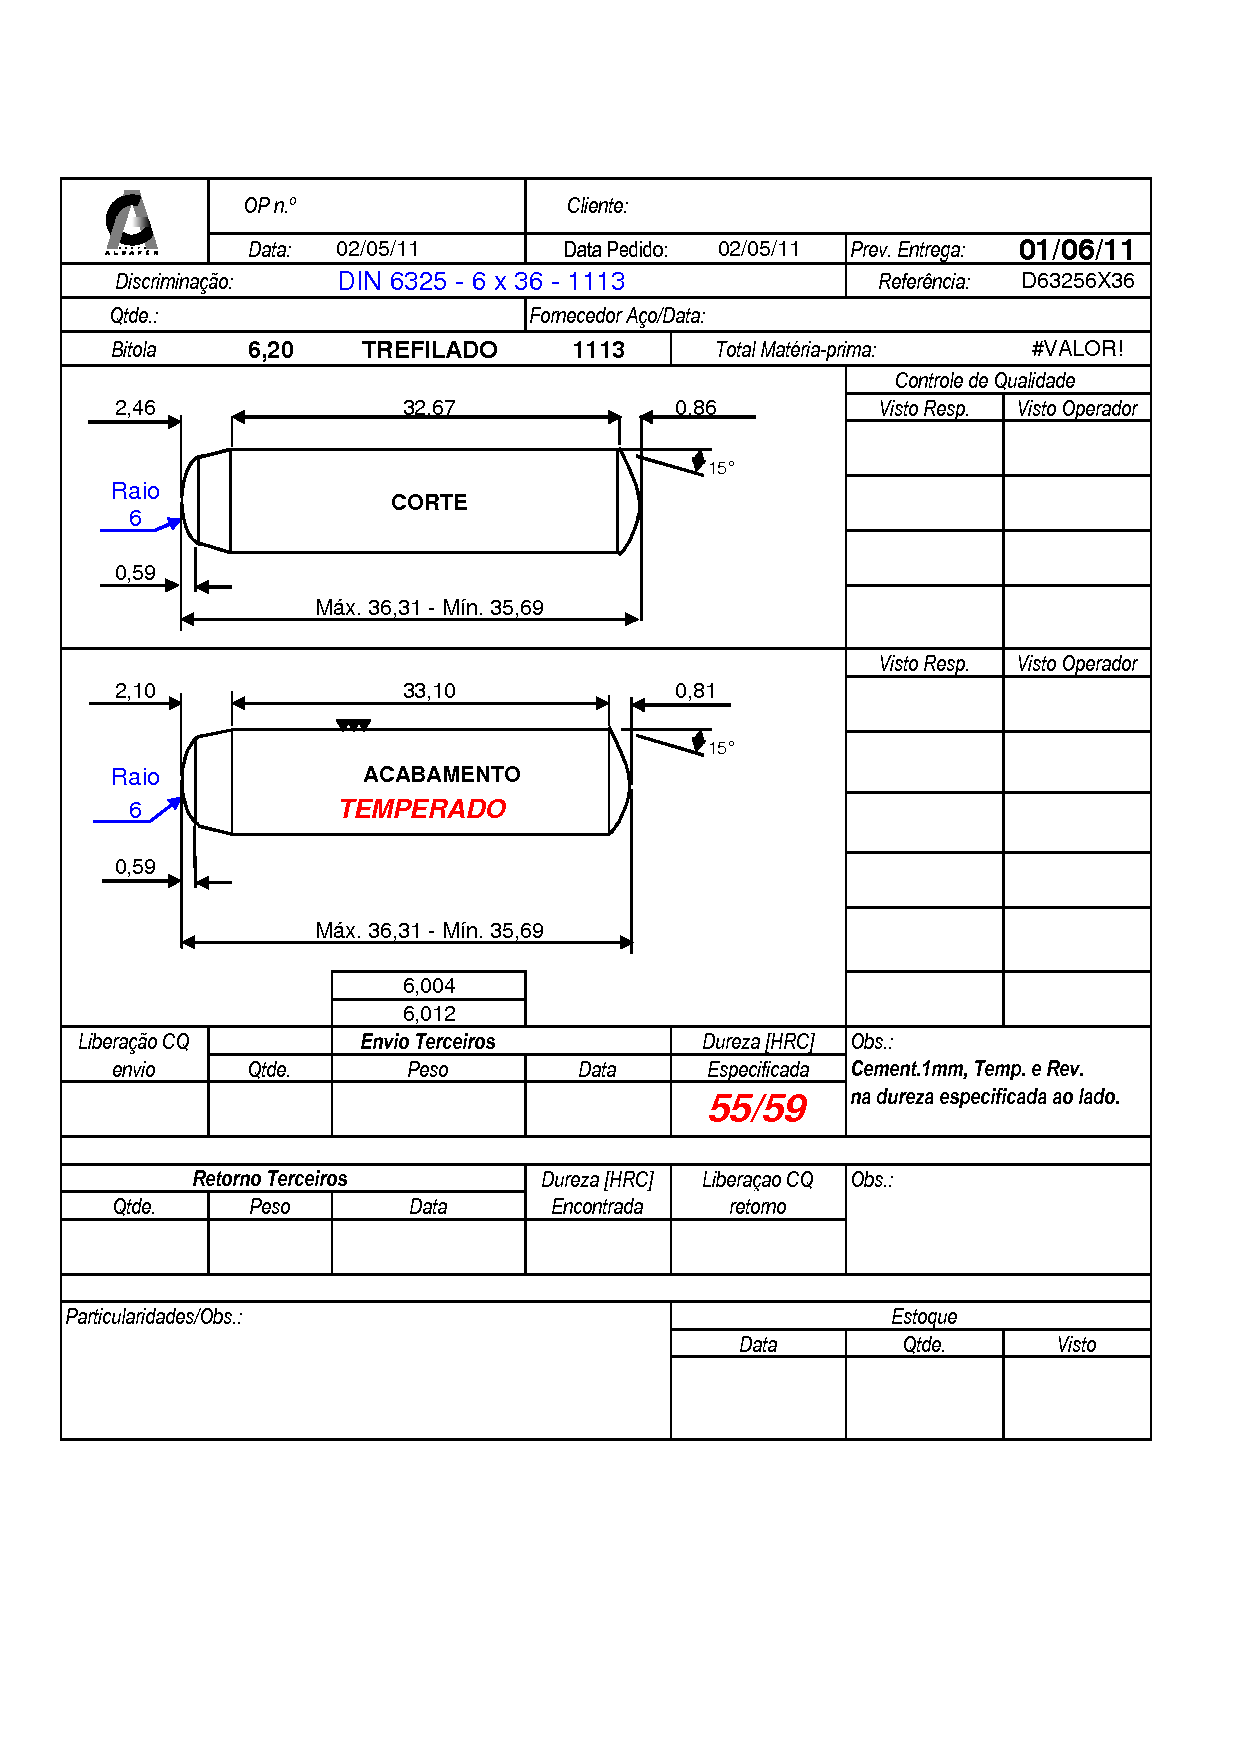 OP n.º
Cliente:
ALBAFER
Data: 02/05/11 Data Pedido: 02/05/11 Prev. Entrega: 01/06/11
Discriminação: DIN 6325 - 6 x 36 - 1113 Referência: D63256X36
Qtde.: Fornecedor Aço/Data:
Bitola 6,20 TREFILADO 1113 Total Matéria-prima: #VALOR!
Controle de Qualidade
Visto Resp. Visto Operador
2,46 32,67 0,86
15°
Raio
6
CORTE
0,59
Máx. 36,31 - Mín. 35,69
Visto Resp. Visto Operador
2,10 33,10 0,81
15°
Raio
6
ACABAMENTO
TEMPERADO
0,59
Máx. 36,31 - Mín. 35,69
6,004
6,012
Liberação CQ Envio Terceiros Dureza [HRC] Obs.:
envio Qtde. Peso Data Especificada Cement.1mm, Temp. e Rev.
55/59 na dureza especificada ao lado.
Retorno Terceiros Dureza [HRC] Liberaçao CQ Obs.:
Qtde. Peso Data Encontrada retorno
Particularidades/Obs.: Estoque
Data Qtde. Visto